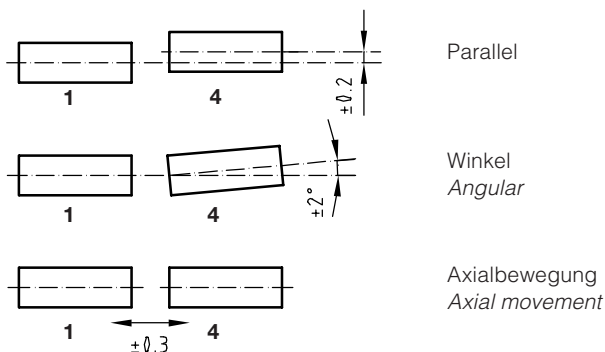 Parallel
1 4
±0.2
Winkel
Angular
1 4
±2°
Axialbewegung
Axial movement
1 4
±0.3